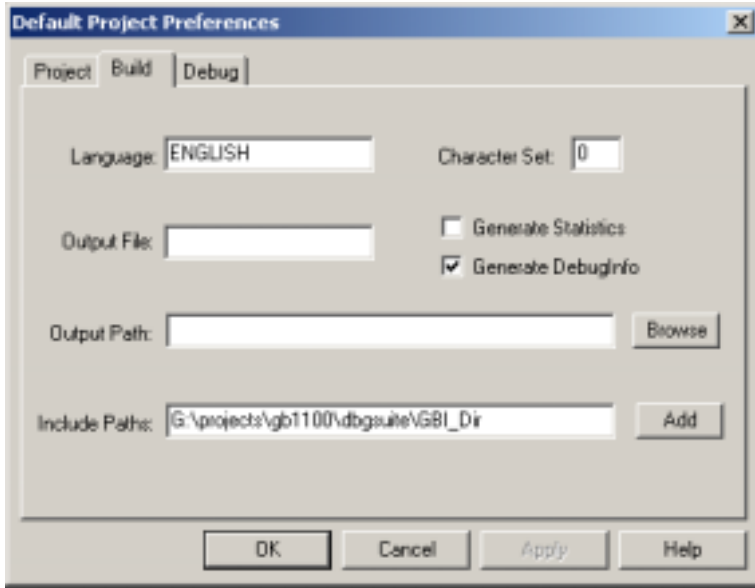 Default Project Preferences
Project Build Debug
Language: ENGLISH Character Set: 0
Output File: Generate Statistics
Generate DebugInfo
Output Path: Browse
Include Paths: G:\projects\gb1100\dbgsuite\GBI_Dir Add
OK Cancel Apply Help